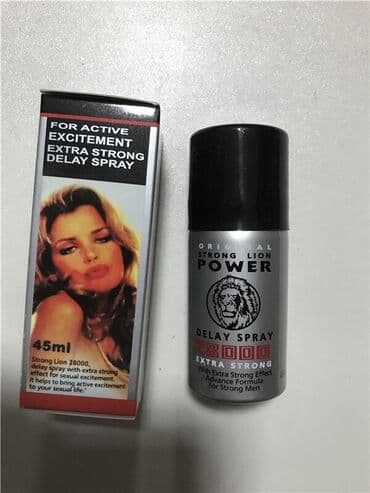 FOR ACTIVE
EXCITEMENT
EXTRA STRONG
DELAY SPRAY
45ml
Strong Lion 28000,
delay spray with extra strong
effect for sexual excitement.
It helps to bring active excitement
to your sexual life."
ORIGINAL
STRONG LION
POWER
DELAY SPRAY
28000
EXTRA STRONG
With Extra Strong Effect
Advance Formula
For Strong Men